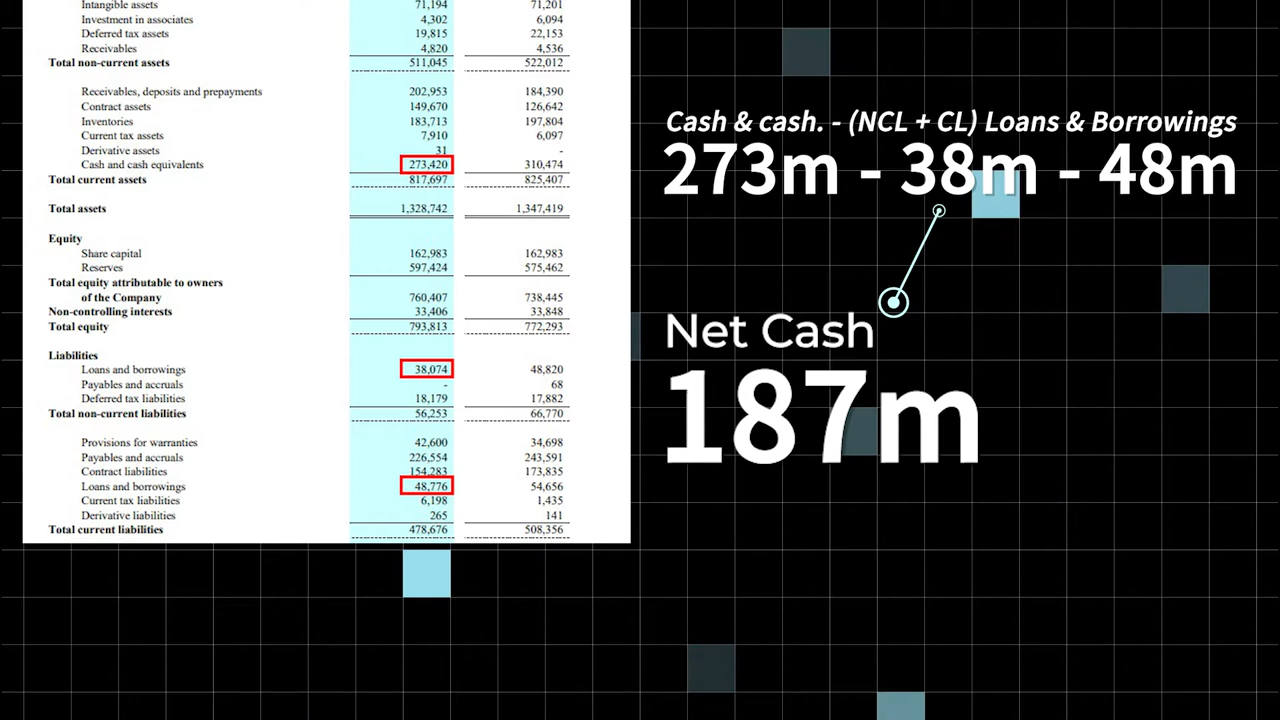 Intangible assets 71,194 71,201
Investment in associates 4,302 6,094
Deferred tax assets 19,815 22,153
Receivables 4,820 4,536
Total non-current assets 511,045 522,012
Receivables, deposits and prepayments 202,953 184,390
Contract assets 149,670 126,642
Inventories 183,713 197,804
Current tax assets 7,910 6,097
Derivative assets 31 -
Cash and cash equivalents 273,420 310,474
Total current assets 817,697 825,407
Total assets 1,328,742 1,347,419
Equity
Share capital 162,983 162,983
Reserves 597,424 575,462
Total equity attributable to owners
of the Company 760,407 738,445
Non-controlling interests 33,406 33,848
Total equity 793,813 772,293
Liabilities
Loans and borrowings 38,074 48,820
Payables and accruals - 68
Deferred tax liabilities 18,179 17,882
Total non-current liabilities 56,253 66,770
Provisions for warranties 42,600 34,698
Payables and accruals 226,554 243,591
Contract liabilities 154,283 173,835
Loans and borrowings 48,776 54,656
Current tax liabilities 6,198 1,435
Derivative liabilities 265 141
Total current liabilities 478,676 508,356
Cash & cash. - (NCL + CL) Loans & Borrowings
273m - 38m - 48m
Net Cash
187m